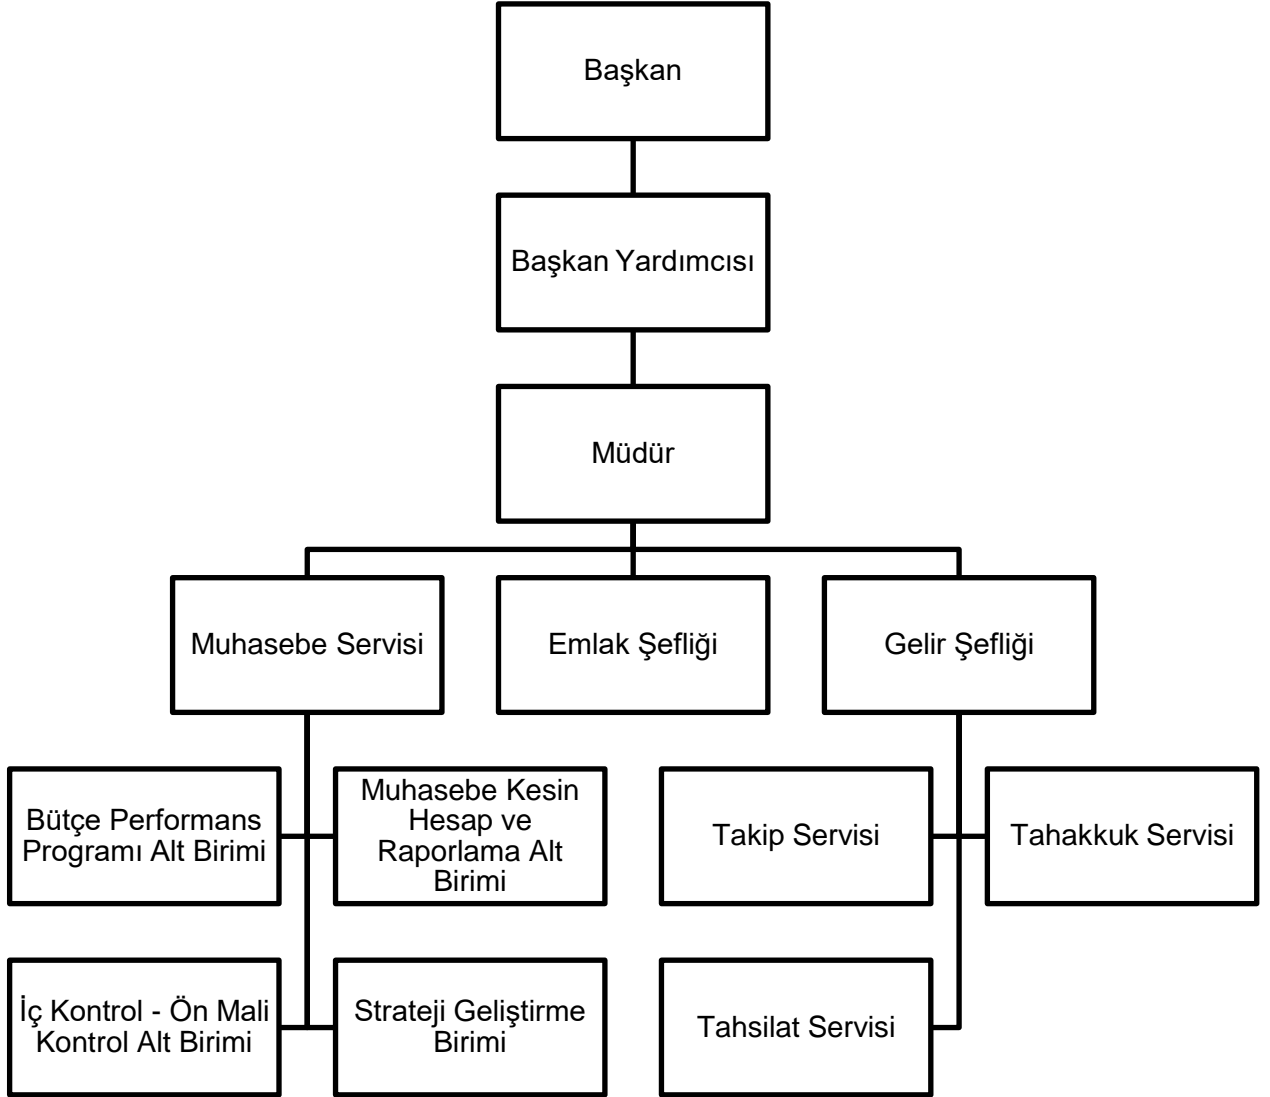 Başkan
Başkan Yardımcısı
Müdür
Muhasebe Servisi
Emlak Şefliği
Gelir Şefliği
Bütçe Performans
Programı Alt Birimi
Muhasebe Kesin
Hesap ve
Raporlama Alt
Birimi
Takip Servisi
Tahakkuk Servisi
İç Kontrol - Ön Mali
Kontrol Alt Birimi
Strateji Geliştirme
Birimi
Tahsilat Servisi